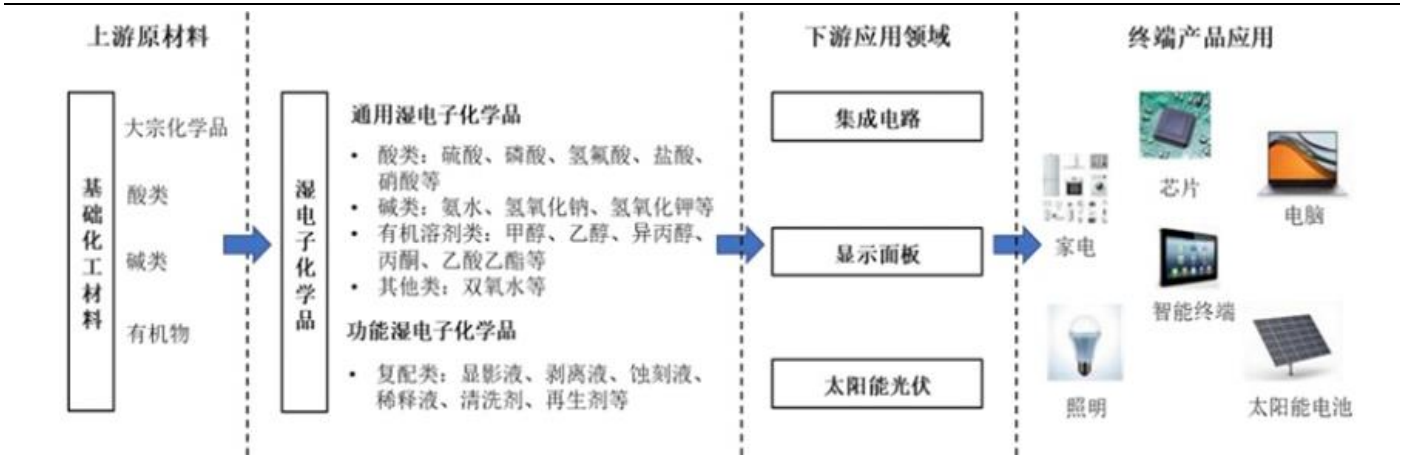 上游原材料
下游应用领域
终端产品应用
基础化工材料
大宗化学品
酸类
碱类
有机物
湿电子化学品
通用湿电子化学品
• 酸类：硫酸、磷酸、氢氟酸、盐酸、
硝酸等
• 碱类：氨水、氢氧化钠、氢氧化钾等
• 有机溶剂类：甲醇、乙醇、异丙醇、
丙酮、乙酸乙酯等
• 其他类：双氧水等
功能湿电子化学品
• 复配类：显影液、剥离液、蚀刻液、
稀释液、清洗剂、再生剂等
集成电路
显示面板
太阳能光伏
芯片
电脑
家电
智能终端
照明
太阳能电池